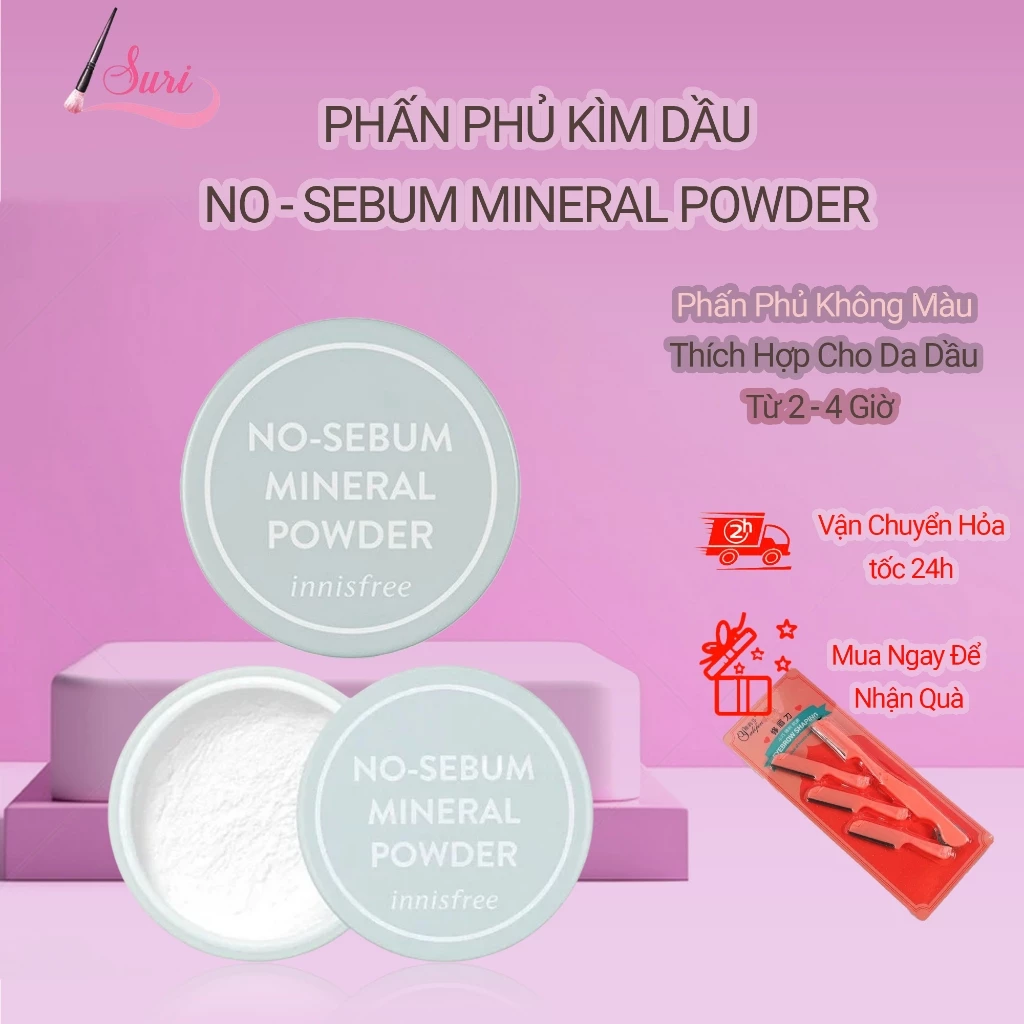 Suri
PHẤN PHỦ KÌM DẦU
NO - SEBUM MINERAL POWDER
Phấn Phủ Không Màu
Thích Hợp Cho Da Dầu
Từ 2 - 4 Giờ
NO-SEBUM
MINERAL
POWDER
innisfree
2h
Vận Chuyển Hỏa
tốc 24h
Mua Ngay Để
Nhận Quà
EYEBROW SHAPING
NO-SEBUM
MINERAL
POWDER
innisfree